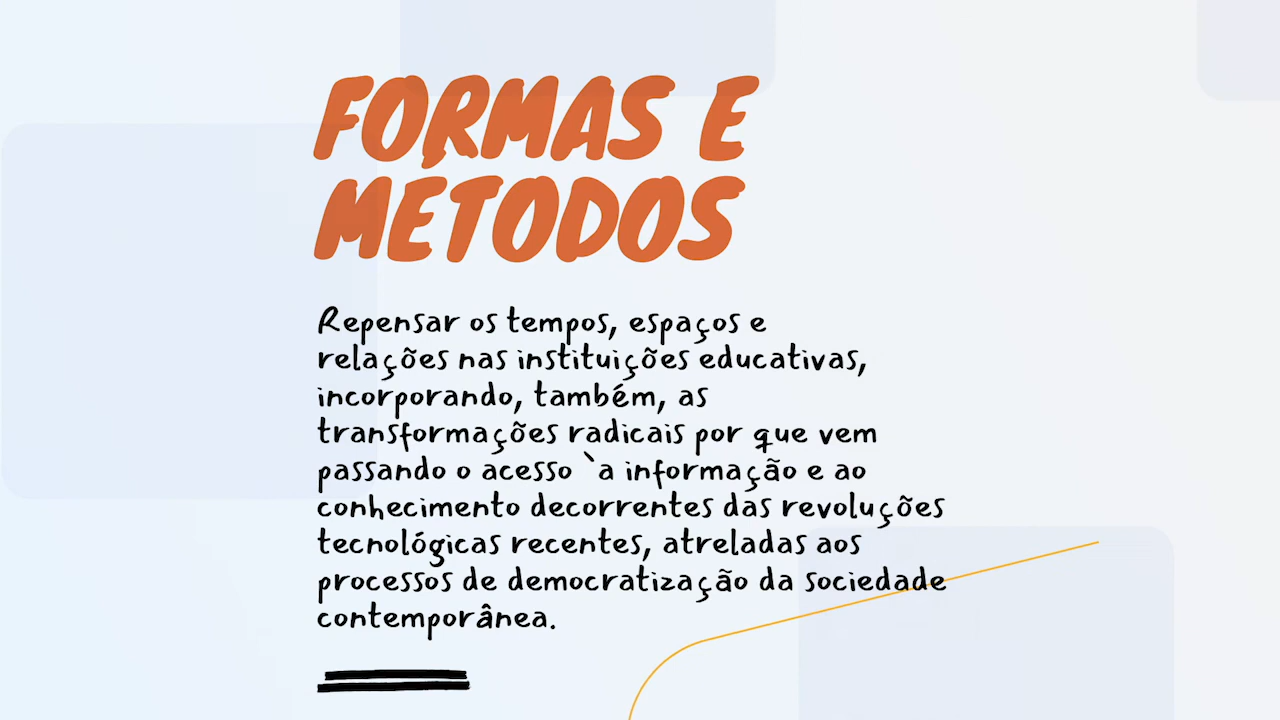 FORMAS E
MÉTODOS
Repensar os tempos, espaços e
relações nas instituições educativas,
incorporando, também, as
transformações radicais por que vem
passando o acesso `a informação e ao
conhecimento decorrentes das revoluções
tecnológicas recentes, atreladas aos
processos de democratização da sociedade
contemporânea.